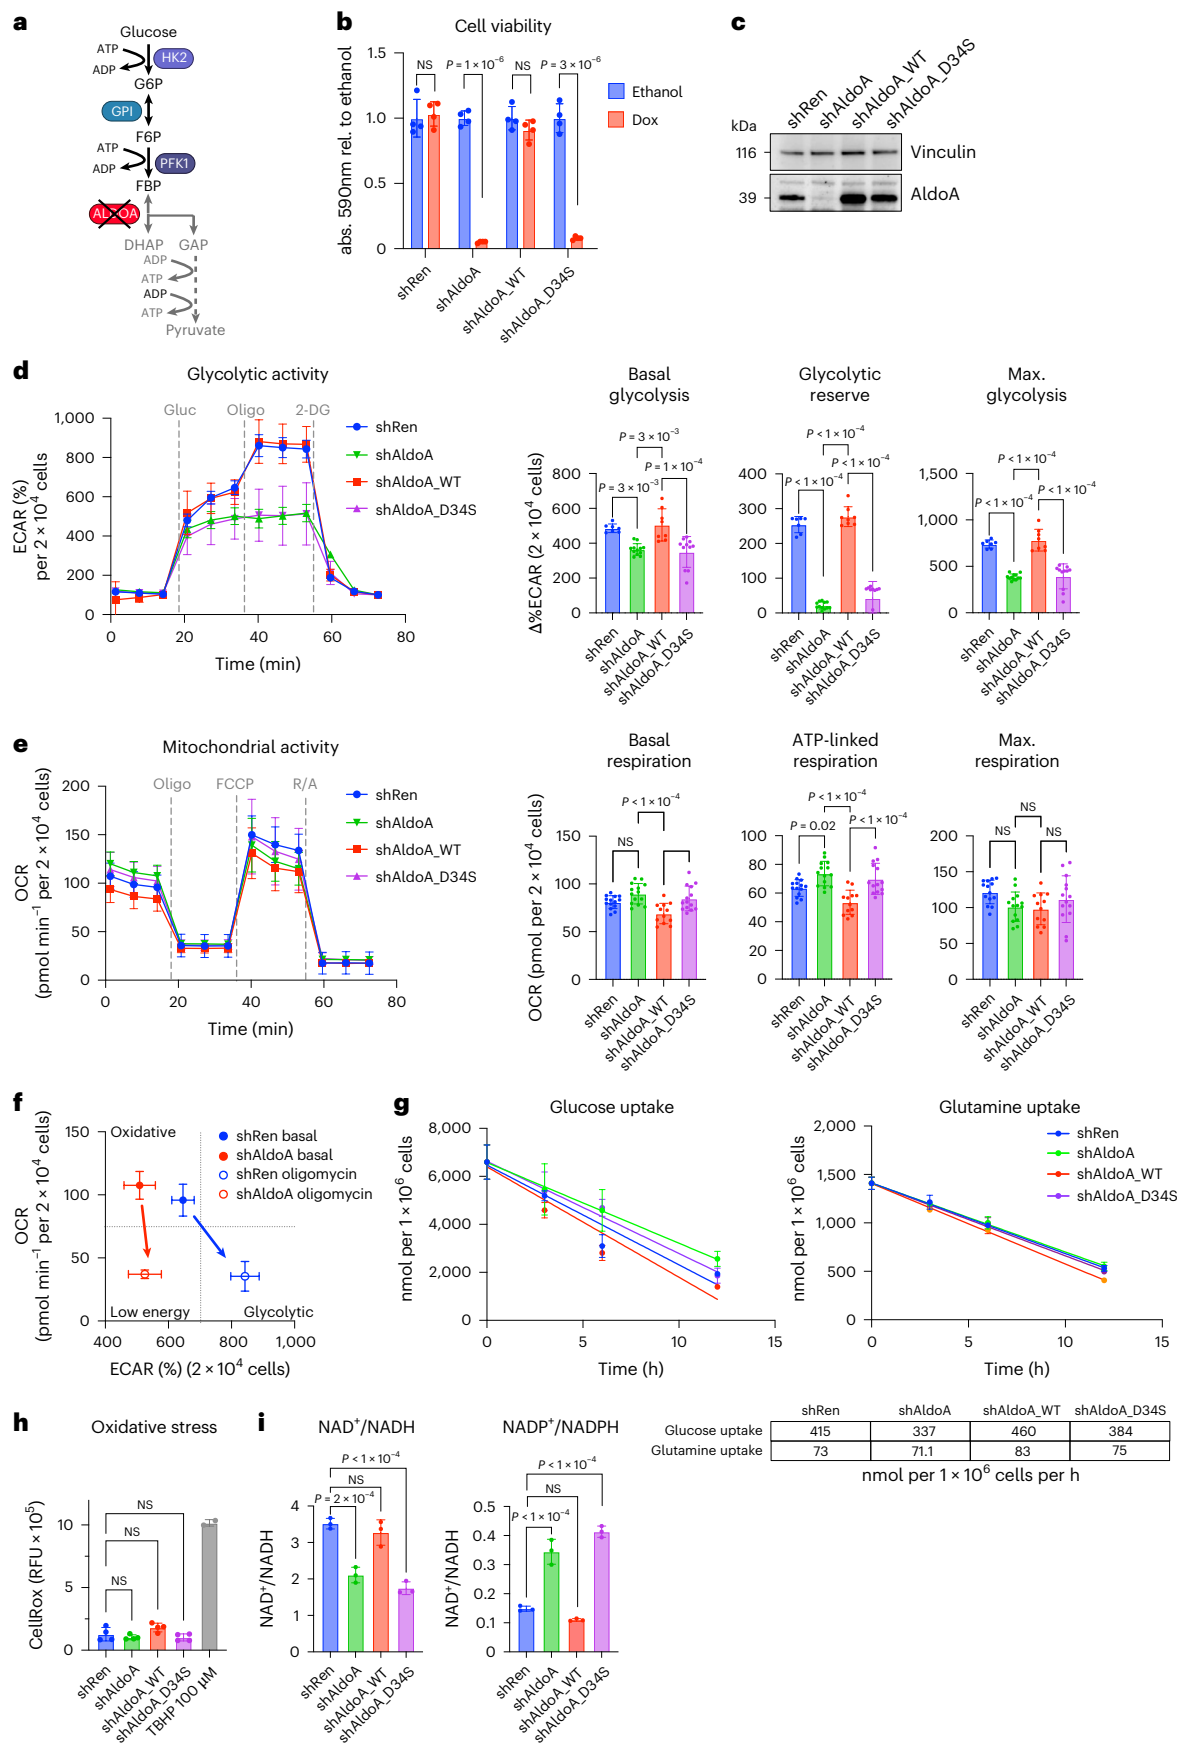 a
Glucose
ATP
HK2
ADP
G6P
GPI
F6P
ATP
PFK1
ADP
FBP
ALDOA
DHAP GAP
ADP
ATP
ADP
ATP
Pyruvate
b
Cell viability
abs. 590nm rel. to ethanol
1.5
1.0
0.5
0
NS
P = 1 × 10⁻⁶
NS
P = 3 × 10⁻⁶
Ethanol
Dox
shRen
shAldoA
shAldoA_WT
shAldoA_D34S
c
shRen
shAldoA
shAldoA_WT
shAldoA_D34S
kDa
116
Vinculin
39
AldoA
d
Glycolytic activity
ECAR (%)
per 2 × 10⁴ cells
1,000
800
600
400
200
0
Gluc
Oligo
2-DG
0 20 40 60 80
Time (min)
shRen
shAldoA
shAldoA_WT
shAldoA_D34S
Basal
glycolysis
Δ%ECAR (2 × 10⁴ cells)
800
600
400
200
0
P = 3 × 10⁻³
P = 1 × 10⁻⁴
P = 3 × 10⁻³
shRen
shAldoA
shAldoA_WT
shAldoA_D34S
Glycolytic
reserve
400
300
200
100
0
P < 1 × 10⁻⁴
P < 1 × 10⁻⁴
P < 1 × 10⁻⁴
shRen
shAldoA
shAldoA_WT
shAldoA_D34S
Max.
glycolysis
1,500
1,000
500
0
P < 1 × 10⁻⁴
P < 1 × 10⁻⁴
P < 1 × 10⁻⁴
shRen
shAldoA
shAldoA_WT
shAldoA_D34S
e
Mitochondrial activity
OCR
(pmol min⁻¹ per 2 × 10⁴ cells)
200
150
100
50
0
Oligo
FCCP
R/A
0 20 40 60 80
Time (min)
shRen
shAldoA
shAldoA_WT
shAldoA_D34S
Basal
respiration
OCR (pmol per 2 × 10⁴ cells)
150
100
50
0
P < 1 × 10⁻⁴
NS
shRen
shAldoA
shAldoA_WT
shAldoA_D34S
ATP-linked
respiration
100
80
60
40
20
0
P < 1 × 10⁻⁴
P = 0.02
P < 1 × 10⁻⁴
shRen
shAldoA
shAldoA_WT
shAldoA_D34S
Max.
respiration
200
150
100
50
0
NS
NS
NS
shRen
shAldoA
shAldoA_WT
shAldoA_D34S
f
OCR
(pmol min⁻¹ per 2 × 10⁴ cells)
150
100
50
0
Oxidative
Low energy
Glycolytic
shRen basal
shAldoA basal
shRen oligomycin
shAldoA oligomycin
400 600 800 1,000
ECAR (%) (2 × 10⁴ cells)
g
Glucose uptake
nmol per 1 × 10⁶ cells
8,000
6,000
4,000
2,000
0
0 5 10 15
Time (h)
Glutamine uptake
nmol per 1 × 10⁶ cells
2,000
1,500
1,000
500
0
0 5 10 15
Time (h)
shRen
shAldoA
shAldoA_WT
shAldoA_D34S
shRen shAldoA shAldoA_WT shAldoA_D34S
Glucose uptake 415 337 460 384
Glutamine uptake 73 71.1 83 75
nmol per 1 × 10⁶ cells per h
h
Oxidative stress
CellRox (RFU × 10⁵)
10
5
0
NS
NS
NS
shRen
shAldoA
shAldoA_WT
shAldoA_D34S
TBHP 100 μM
i
NAD⁺/NADH
NAD⁺/NADH
4
3
2
1
0
P < 1 × 10⁻⁴
NS
P = 2 × 10⁻⁴
shRen
shAldoA
shAldoA_WT
shAldoA_D34S
NADP⁺/NADPH
NAD⁺/NADH
0.5
0.4
0.3
0.2
0.1
0
P < 1 × 10⁻⁴
NS
P < 1 × 10⁻⁴
shRen
shAldoA
shAldoA_WT
shAldoA_D34S